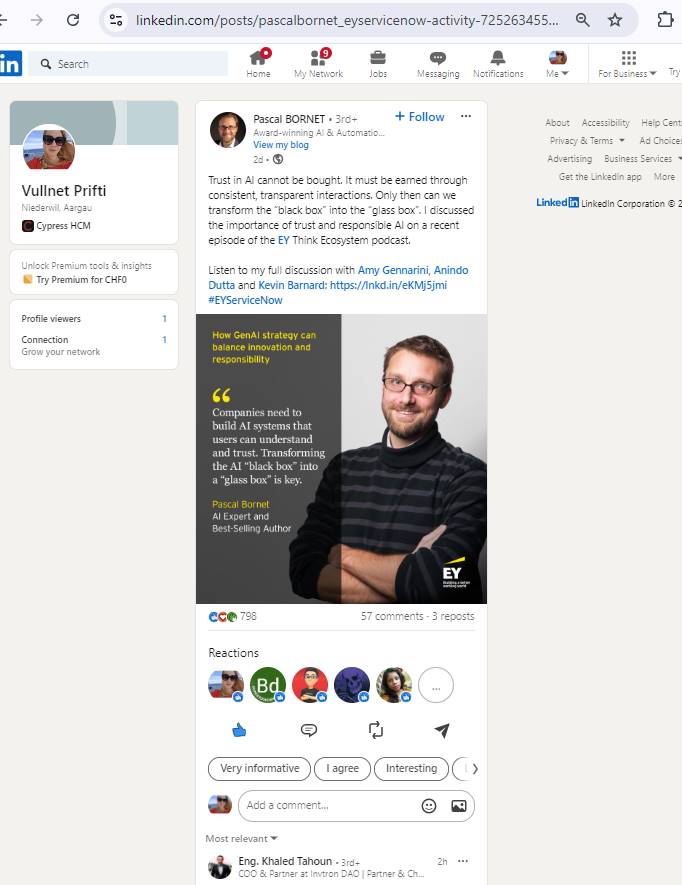 linkedin.com/posts/pascalbornet_eyservicenow-activity-725263455...
in
Search
Home
9
My Network
Jobs
Messaging
Notifications
Me
For Business
Try
Vullnet Prifti
Niederwil, Aargau
Cypress HCM
Unlock Premium tools & insights
Try Premium for CHF0
Profile viewers 1
Connection 1
Grow your network
Pascal BORNET • 3rd+
Award-winning AI & Automatio...
View my blog
2d •
+ Follow
...
Trust in AI cannot be bought. It must be earned through
consistent, transparent interactions. Only then can we
transform the "black box" into the "glass box". I discussed
the importance of trust and responsible AI on a recent
episode of the EY Think Ecosystem podcast.
Listen to my full discussion with Amy Gennarini, Anindo
Dutta and Kevin Barnard: https://lnkd.in/eKMj5jmi
#EYServiceNow
How GenAI strategy can
balance innovation and
responsibility
“
Companies need to
build AI systems that
users can understand
and trust. Transforming
the AI “black box” into
a “glass box” is key.
Pascal Bornet
AI Expert and
Best-Selling Author
EY
Building a better
working world
798
57 comments · 3 reposts
Reactions
Bd
...
Very informative
I agree
Interesting
Add a comment...
Most relevant
Eng. Khaled Tahoun • 3rd+
2h ...
COO & Partner at Invtron DAO | Partner & Ch...
About Accessibility Help Cent
Privacy & Terms Ad Choice
Advertising Business Services
Get the LinkedIn app More
LinkedIn LinkedIn Corporation © 2